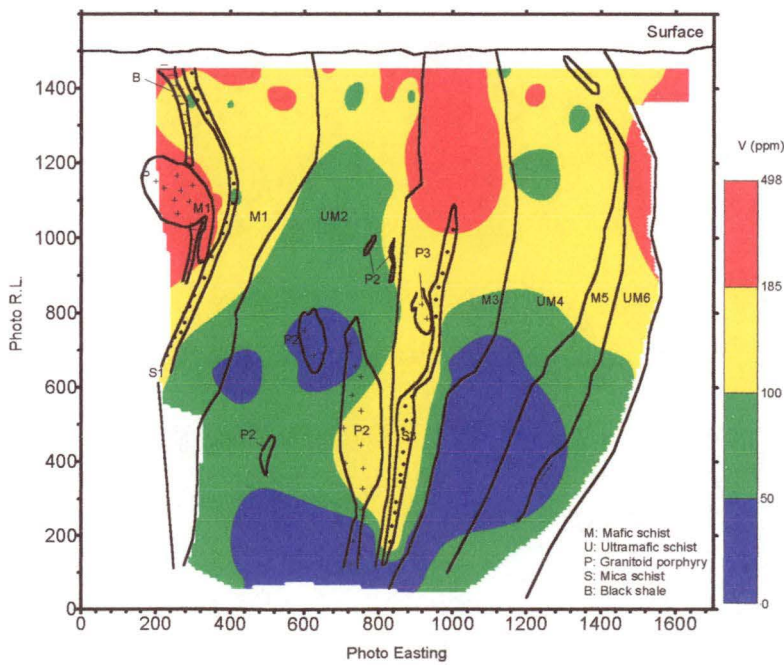 Surface
B
1400
V (ppm)
498
1200
P
M1
M1
UM2
1000
P3
P2
185
800
M3
UM4
M5
UM6
P2
S1
600
100
P2
P2
S3
400
50
200
M: Mafic schist
U: Ultramafic schist
P: Granitoid porphyry
S: Mica schist
B: Black shale
0
0
0
200
400
600
800
1000
1200
1400
1600
Photo R.L.
Photo Easting